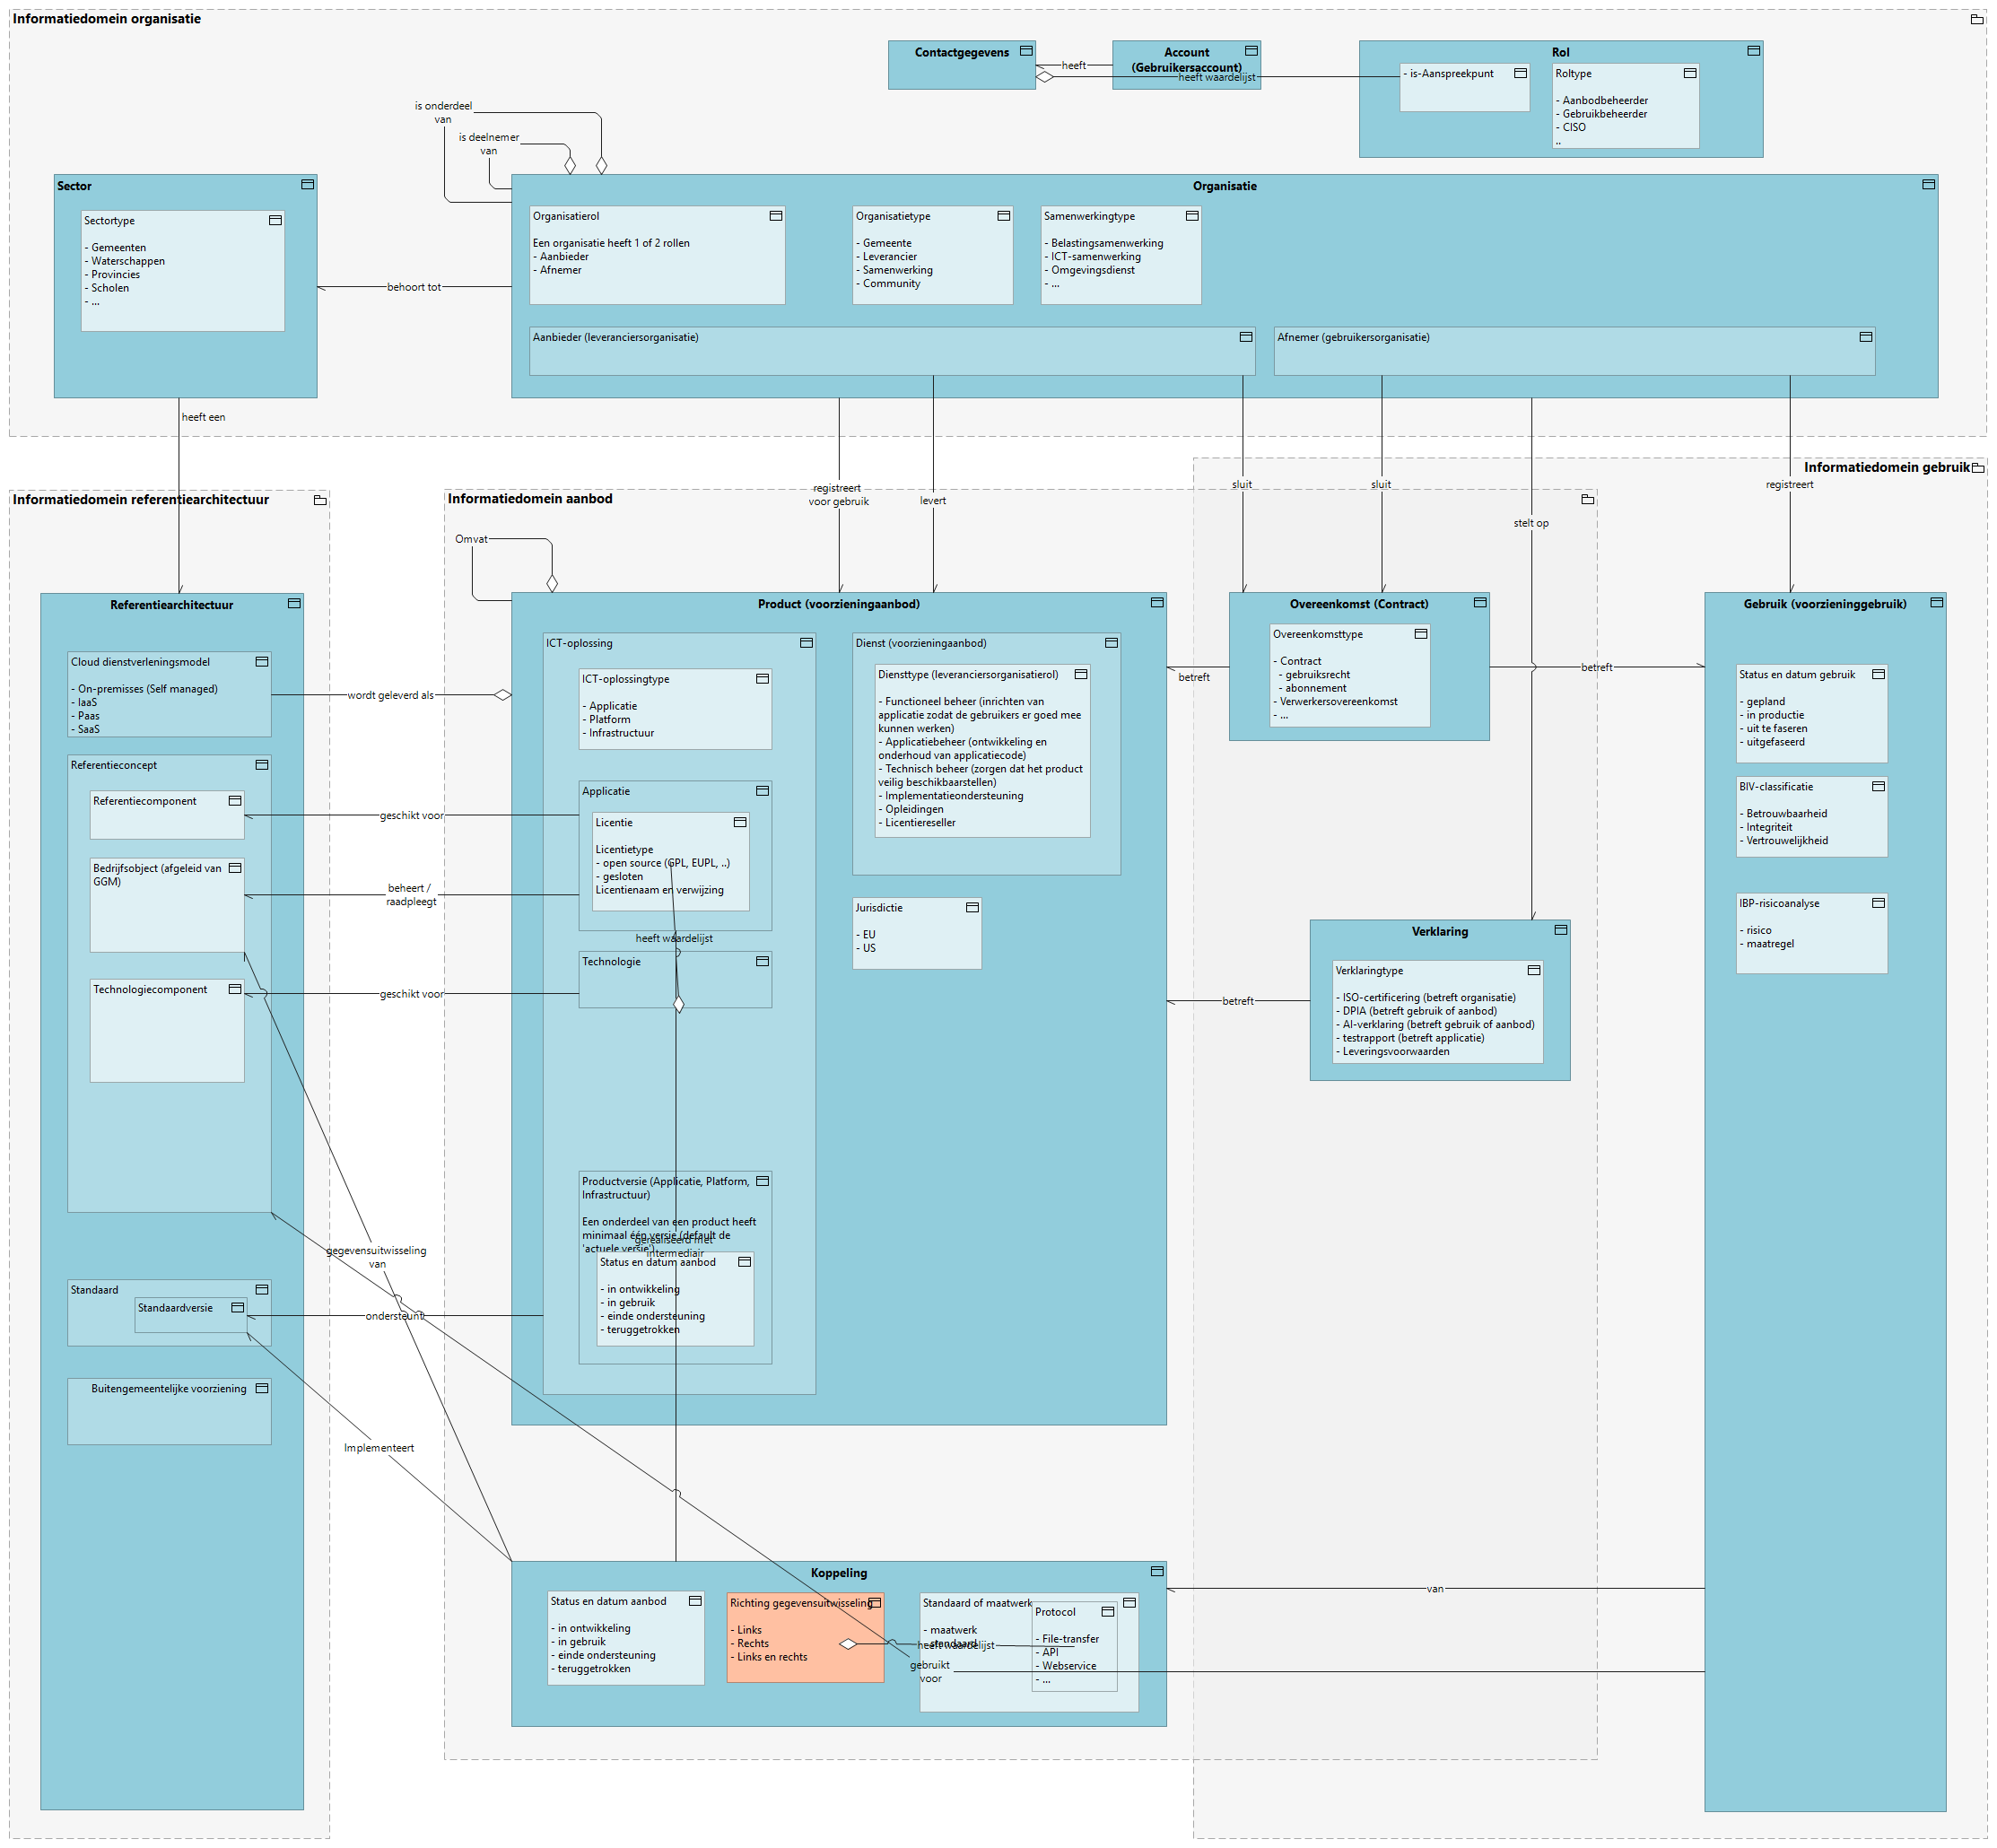 Informatiedomein organisatie
Contactgegevens
heeft
Account
(Gebruikersaccount)
heeft waardelijst
Rol
- is-Aanspreekpunt
Roltype
- Aanbodbeheerder
- Gebruikbeheerder
- CISO
..
is onderdeel
van
is deelnemer
van
Sector
Sectortype
- Gemeenten
- Waterschappen
- Provincies
- Scholen
- ...
behoort tot
Organisatie
Organisatierol
Een organisatie heeft 1 of 2 rollen
- Aanbieder
- Afnemer
Organisatietype
- Gemeente
- Leverancier
- Samenwerking
- Community
Samenwerkingtype
- Belastingsamenwerking
- ICT-samenwerking
- Omgevingsdienst
- ...
Aanbieder (leveranciersorganisatie)
Afnemer (gebruikersorganisatie)
heeft een
registreert
voor gebruik
levert
sluit
sluit
stelt op
registreert
Informatiedomein referentiearchitectuur
Informatiedomein aanbod
Informatiedomein gebruik
Omvat
Referentiearchitectuur
Cloud dienstverleningsmodel
- On-premisses (Self managed)
- IaaS
- Paas
- SaaS
wordt geleverd als
Referentieconcept
Referentiecomponent
geschikt voor
Bedrijfsobject (afgeleid van
GGM)
beheert /
raadpleegt
Technologiecomponent
geschikt voor
gegevensuitwisseling
van
Standaard
Standaardversie
ondersteunt
Buitengemeentelijke voorziening
Implementeert
Product (voorzieningaanbod)
ICT-oplossing
ICT-oplossingtype
- Applicatie
- Platform
- Infrastructuur
Applicatie
Licentie
Licentietype
- open source (GPL, EUPL, ..)
- gesloten
Licentienaam en verwijzing
heeft waardelijst
Technologie
Productversie (Applicatie, Platform,
Infrastructuur)
Een onderdeel van een product heeft
minimaal één versie (default de
'actuele versie')
gerealiseerd met
intermediair
Status en datum aanbod
- in ontwikkeling
- in gebruik
- einde ondersteuning
- teruggetrokken
Dienst (voorzieningaanbod)
Diensttype (leveranciersorganisatierol)
- Functioneel beheer (inrichten van
applicatie zodat de gebruikers er goed mee
kunnen werken)
- Applicatiebeheer (ontwikkeling en
onderhoud van applicatiecode)
- Technisch beheer (zorgen dat het product
veilig beschikbaarstellen)
- Implementatieondersteuning
- Opleidingen
- Licentiereseller
Jurisdictie
- EU
- US
betreft
Overeenkomst (Contract)
Overeenkomsttype
- Contract
- gebruiksrecht
- abonnement
- Verwerkersovereenkomst
- ...
betreft
betreft
Verklaring
Verklaringtype
- ISO-certificering (betreft organisatie)
- DPIA (betreft gebruik of aanbod)
- AI-verklaring (betreft gebruik of aanbod)
- testrapport (betreft applicatie)
- Leveringsvoorwaarden
Gebruik (voorzieninggebruik)
Status en datum gebruik
- gepland
- in productie
- uit te faseren
- uitgefaseerd
BIV-classificatie
- Betrouwbaarheid
- Integriteit
- Vertrouwelijkheid
IBP-risicoanalyse
- risico
- maatregel
Koppeling
Status en datum aanbod
- in ontwikkeling
- in gebruik
- einde ondersteuning
- teruggetrokken
Richting gegevensuitwisseling
- Links
- Rechts
- Links en rechts
Standaard of maatwerk
- maatwerk
- standaard
heeft waardelijst
Protocol
- File-transfer
- API
- Webservice
- ...
gebruikt
voor
van